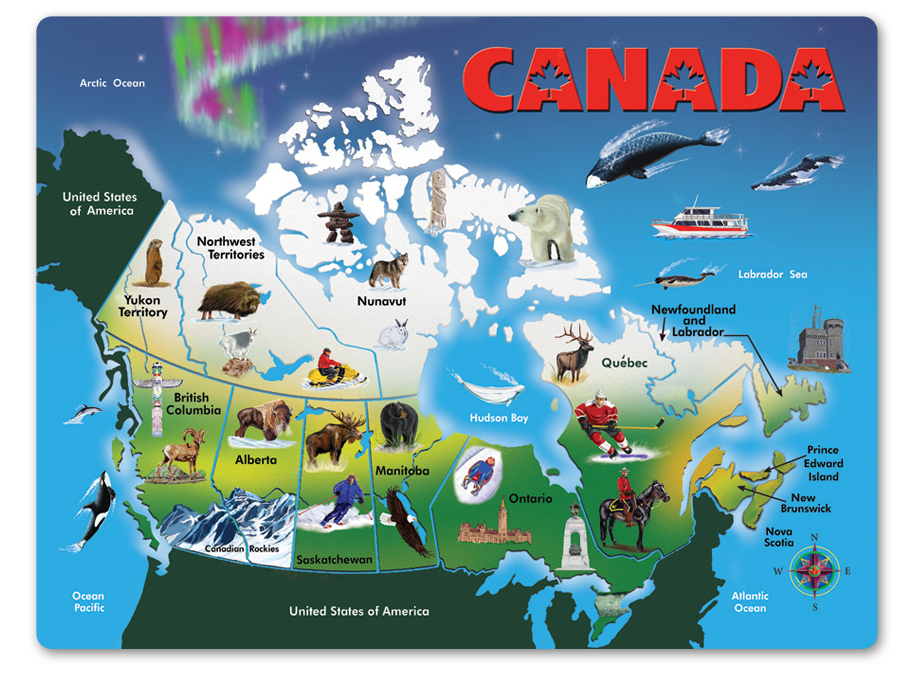 CANADA
Arctic Ocean
United States
of America
Northwest
Territories
Yukon
Territory
Nunavut
Labrador Sea
Newfoundland
and
Labrador
Québec
British
Columbia
Hudson Bay
Alberta
Manitoba
Ontario
Prince
Edward
Island
New
Brunswick
Nova
Scotia
Canadian Rockies
Saskatchewan
N
W
E
S
Ocean
Pacific
United States of America
Atlantic
Ocean